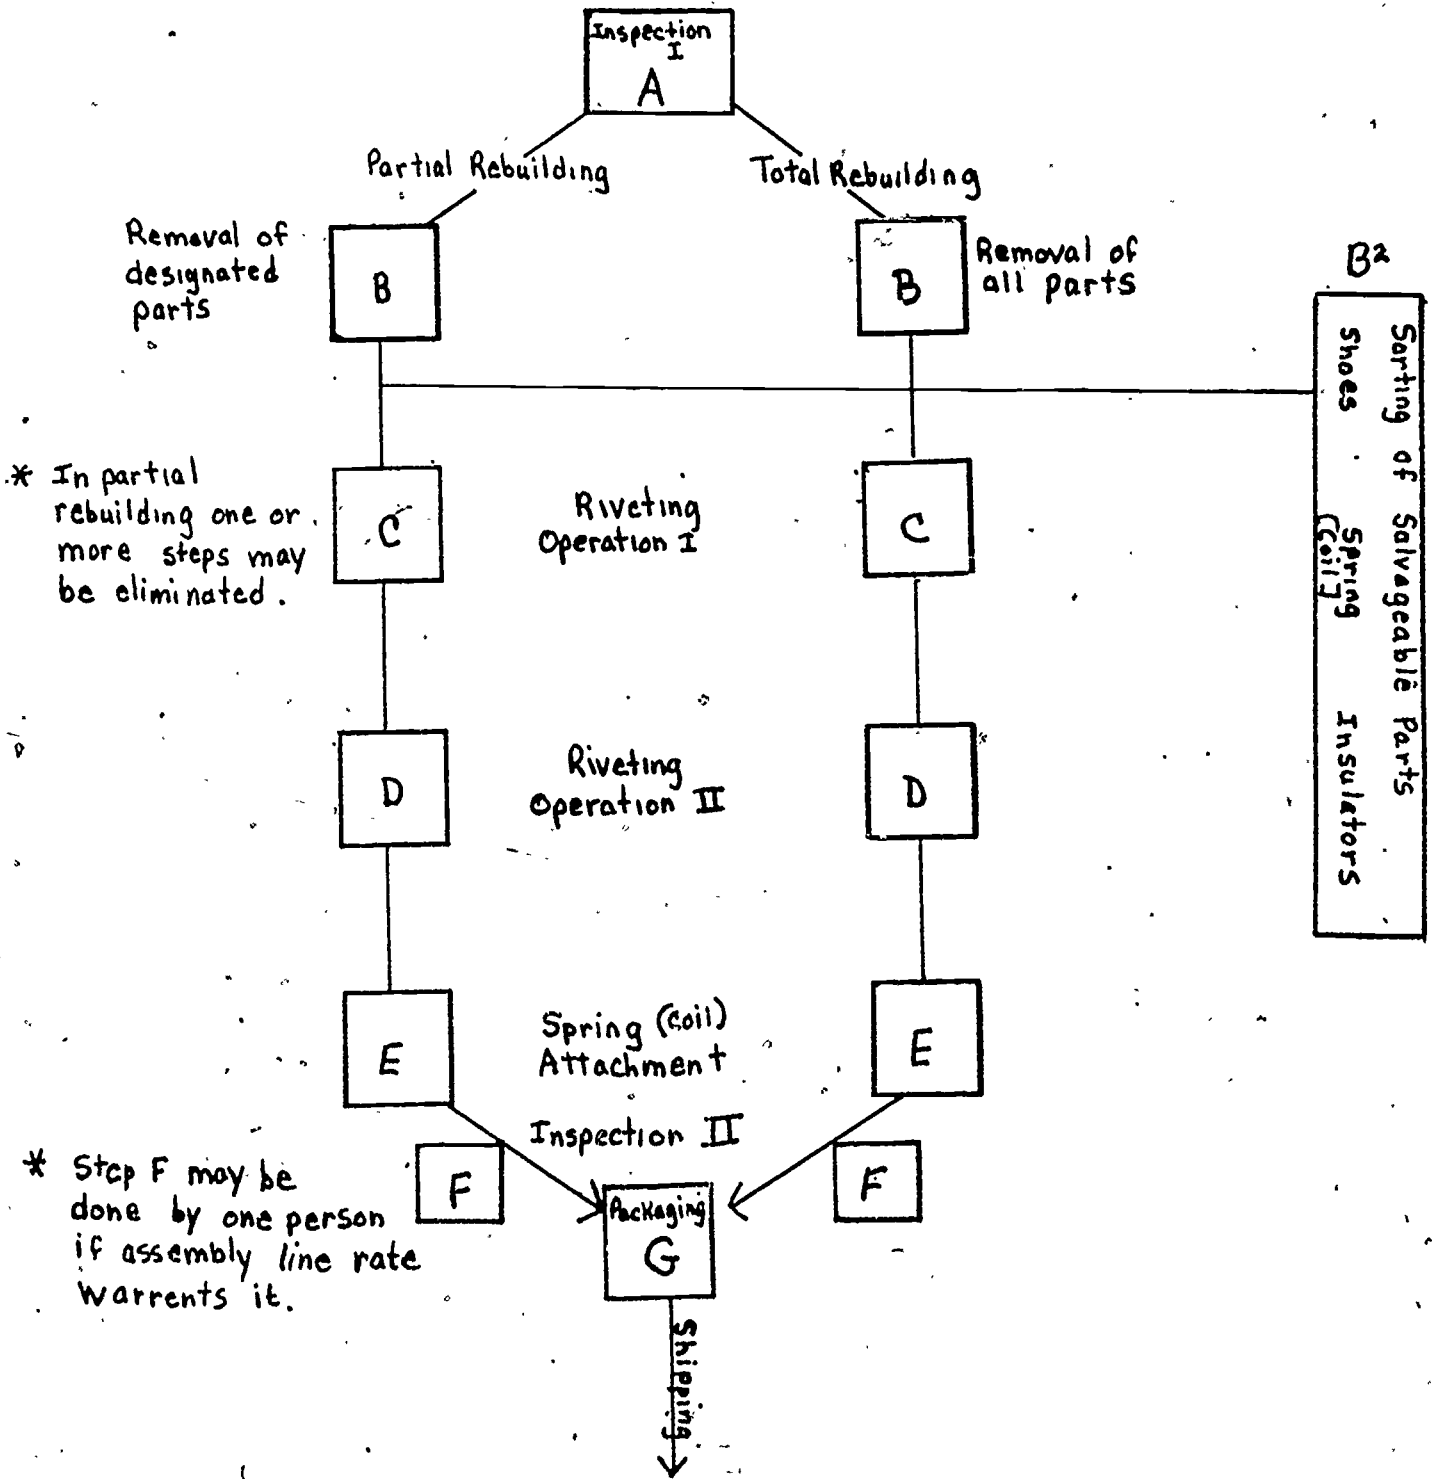 Inspection
I
A
Partial Rebuilding
Total Rebuilding
Removal of
designated
parts
B
B
Removal of
all parts
B²
Sorting of Salvageable Parts
Shoes Spring Insulators
(Coil)
* In partial
rebuilding one or
more steps may
be eliminated.
C
Riveting
Operation I
C
D
Riveting
Operation II
D
E
Spring (Coil)
Attachment
E
Inspection II
* Step F may be
done by one person
if assembly line rate
warrents it.
F
F
Packaging
G
Shipping